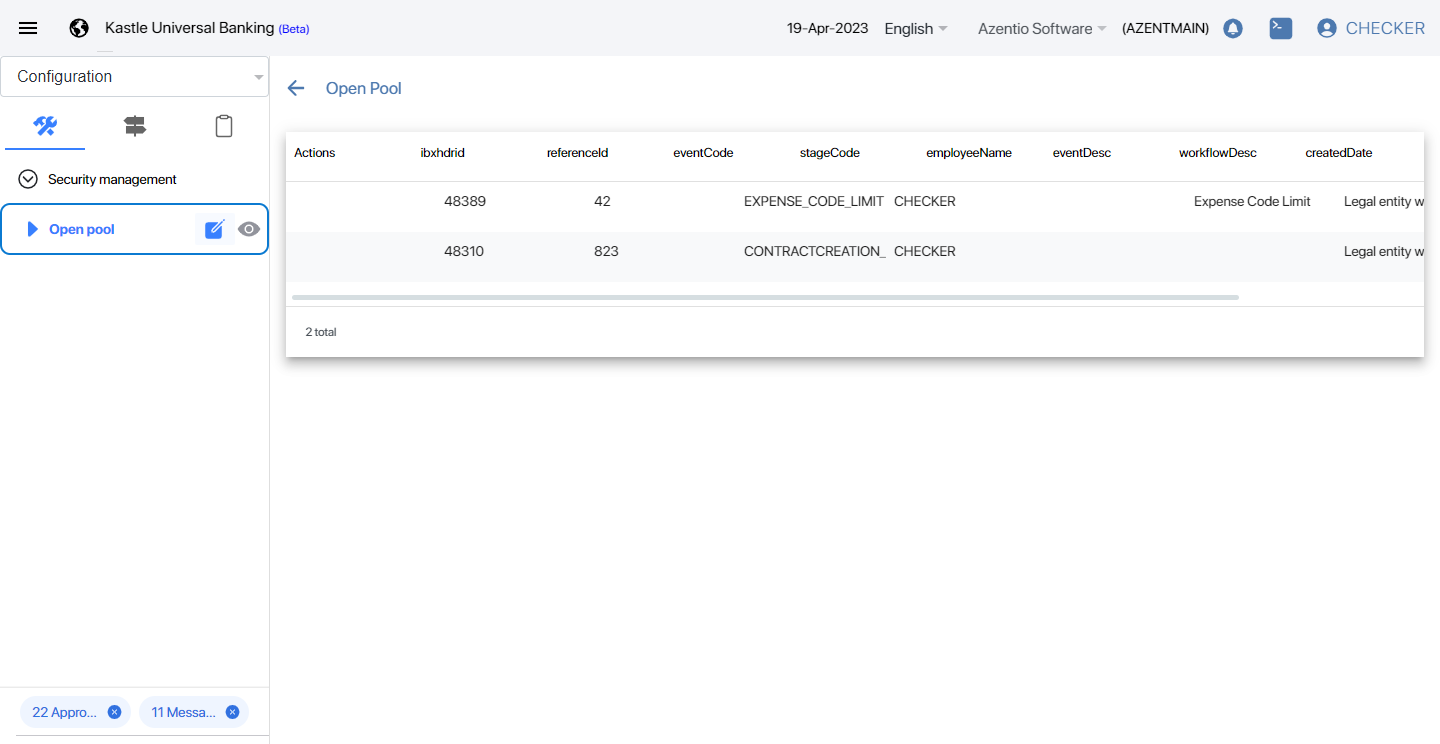 Kastle Universal Banking (Beta) 19-Apr-2023 English Azentio Software (AZENTMAIN) CHECKER
Configuration
Security management
Open pool
22 Appro...
11 Messa...
Open Pool
Actions ibxhdrid referenceId eventCode stageCode employeeName eventDesc workflowDesc createdDate
48389 42 EXPENSE_CODE_LIMIT CHECKER Expense Code Limit Legal entity w
48310 823 CONTRACTCREATION_ CHECKER Legal entity w
2 total